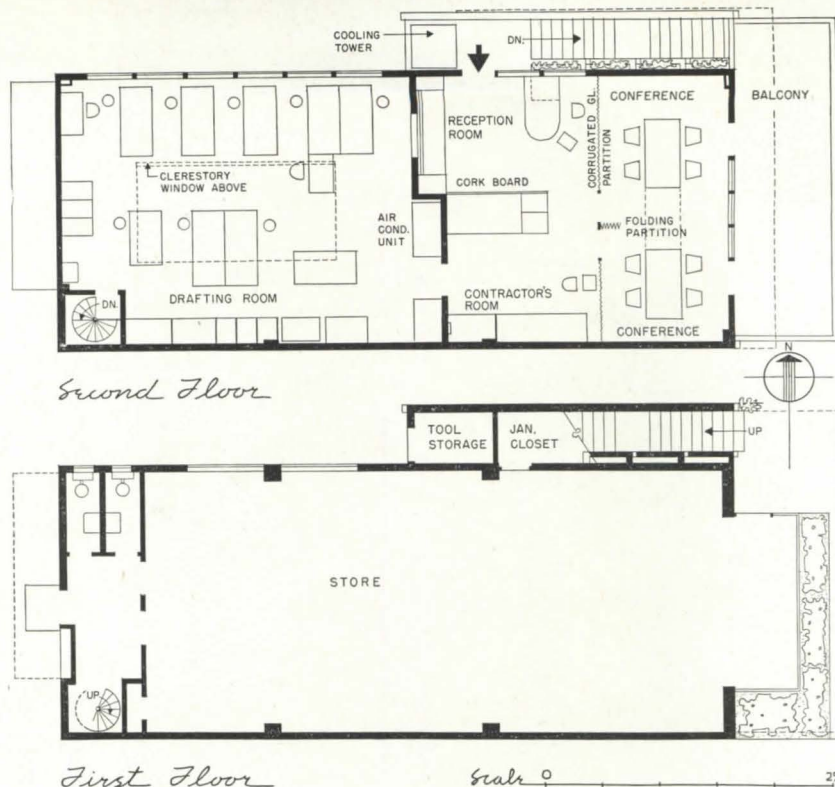 COOLING
TOWER
DN.
CONFERENCE
BALCONY
RECEPTION
ROOM
CORRUGATED GL.
PARTITION
CLERESTORY
WINDOW ABOVE
CORK BOARD
AIR
COND.
UNIT
FOLDING
PARTITION
DN.
DRAFTING ROOM
CONTRACTOR'S
ROOM
CONFERENCE
Second Floor
N
TOOL
STORAGE
JAN.
CLOSET
UP
STORE
UP
First Floor
Scale 0